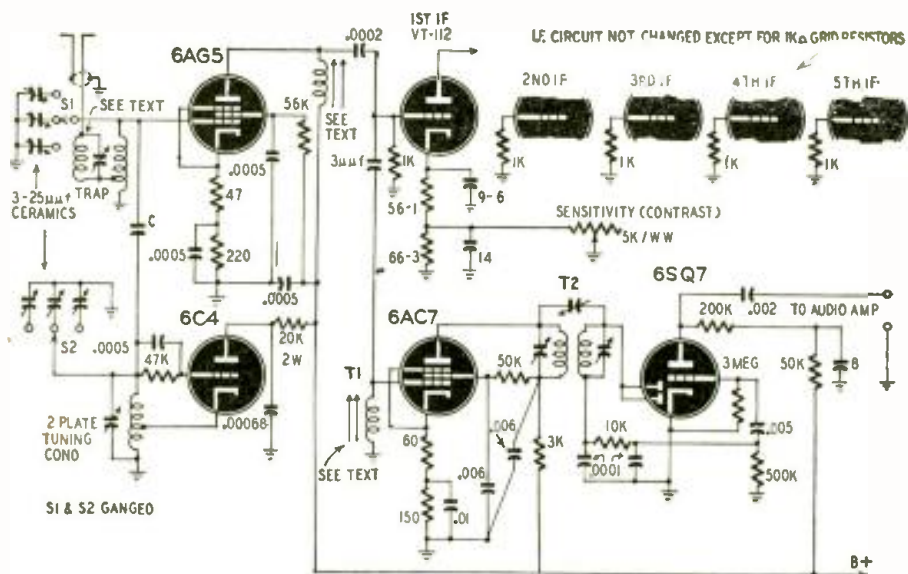 .0002
1ST IF
VT-112
I.F. CIRCUIT NOT CHANGED EXCEPT FOR 1KΩ GRID RESISTORS
6AG5
2ND IF
3RD IF
4TH IF
5TH IF
S1
SEE TEXT
56K
SEE TEXT
.0005
3μμf
1K
1K
1K
1K
1K
TRAP
3-25μμf
CERAMICS
47
56-1
9-6
SENSITIVITY (CONTRAST)
5K/WW
C
.0005
220
66-3
14
.0005
T2
6SQ7
6C4
6AC7
200K
.002
TO AUDIO AMP
S2
.0005
47K
20K
2W
T1
50K
3 MEG
50K
8
2 PLATE
TUNING
COND
.00068
60
.006
.006
3K
10K
.005
SEE TEXT
.0001
500K
S1 & S2 GANGED
150
.01
B+